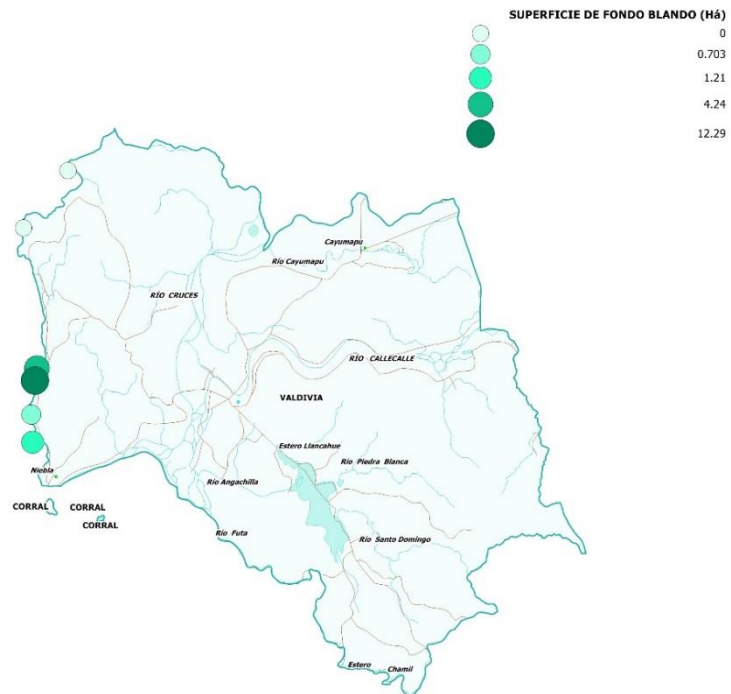 SUPERFICIE DE FONDO BLANDO (Há)
0
0.703
1.21
4.24
12.29
Cayumapu
Río Cayumapu
RÍO CRUCES
RÍO CALLECALLE
VALDIVIA
Estero Llancahue
Río Piedra Blanca
Niebla
Río Angachilla
CORRAL
CORRAL
CORRAL
Río Futa
Río Santo Domingo
Estero Chamil